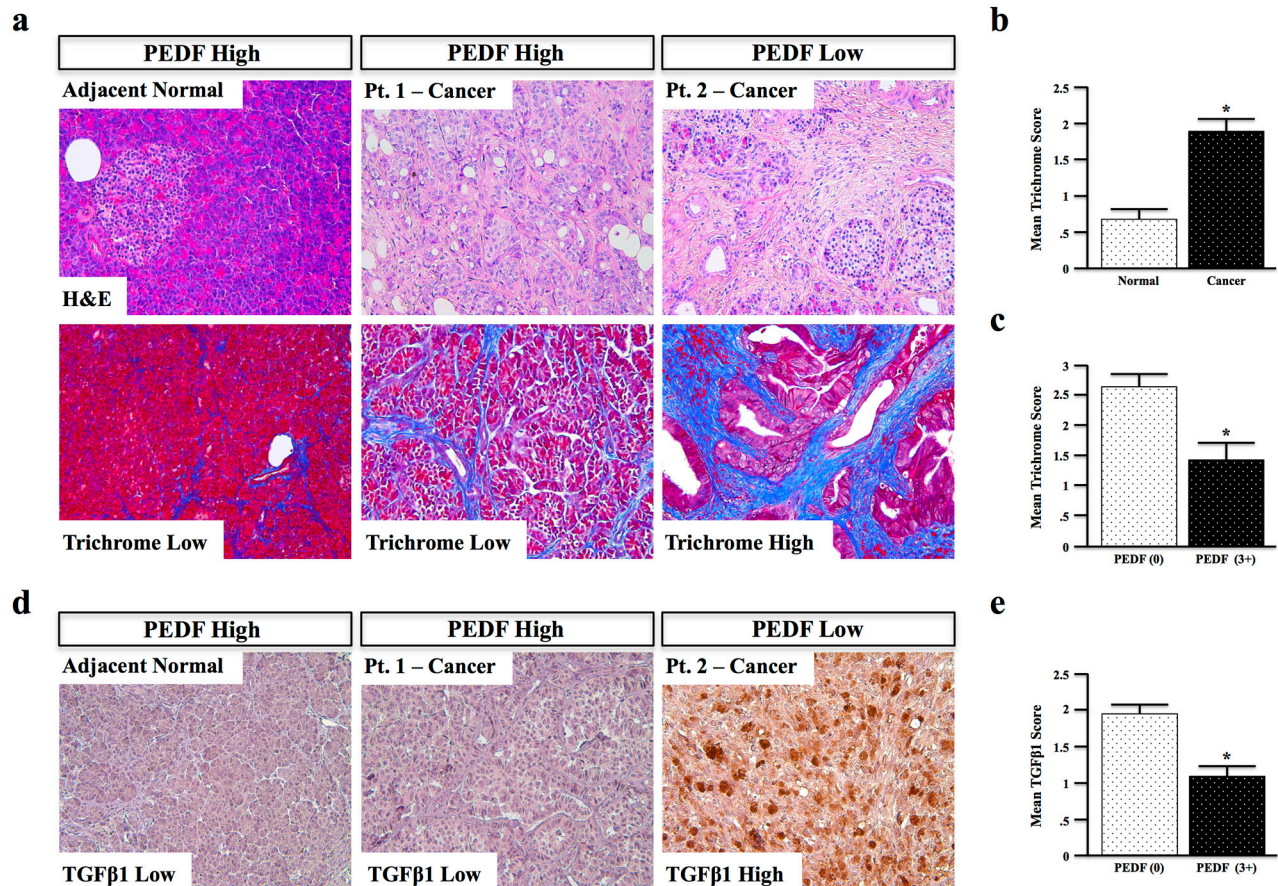 a
PEDF High
PEDF High
PEDF Low
Adjacent Normal
Pt. 1 – Cancer
Pt. 2 – Cancer
H&E
Trichrome Low
Trichrome Low
Trichrome High
b
Mean Trichrome Score
2.5
2
1.5
1
.5
0
Normal
Cancer
*
c
Mean Trichrome Score
3
2.5
2
1.5
1
.5
0
PEDF (0)
PEDF (3+)
*
d
PEDF High
PEDF High
PEDF Low
Adjacent Normal
Pt. 1 – Cancer
Pt. 2 – Cancer
TGFβ1 Low
TGFβ1 Low
TGFβ1 High
e
Mean TGFβ1 Score
2.5
2
1.5
1
.5
0
PEDF (0)
PEDF (3+)
*